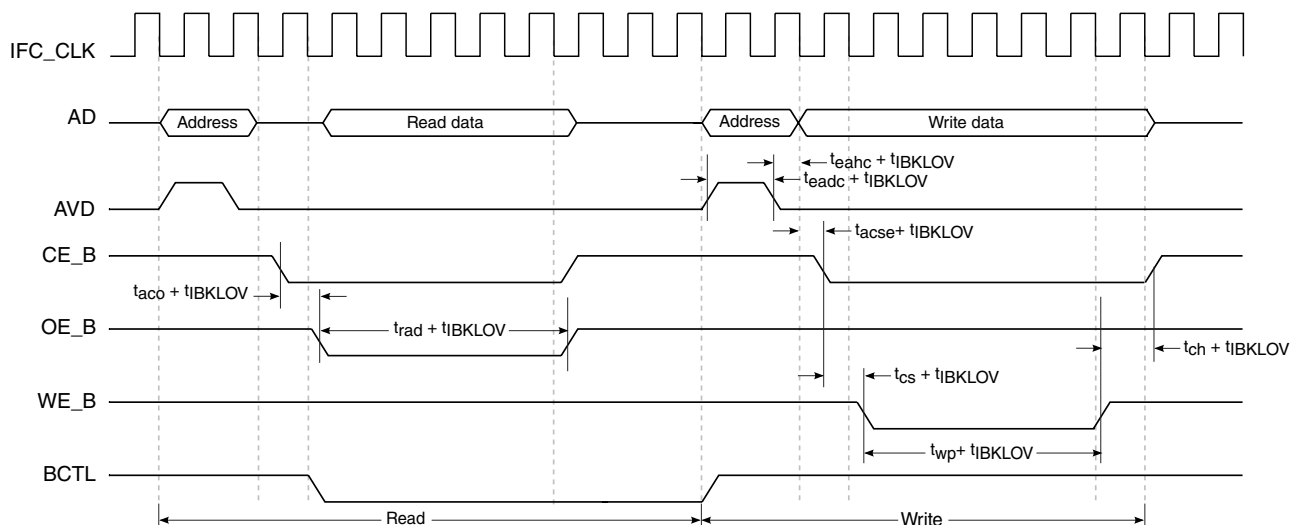 IFC_CLK
AD
Address
Read data
Address
Write data
teahc + tIBKLOV
teadc + tIBKLOV
AVD
tacse+ tIBKLOV
CE_B
taco + tIBKLOV
OE_B
trad + tIBKLOV
tch + tIBKLOV
tcs + tIBKLOV
WE_B
twp+ tIBKLOV
BCTL
Read
Write